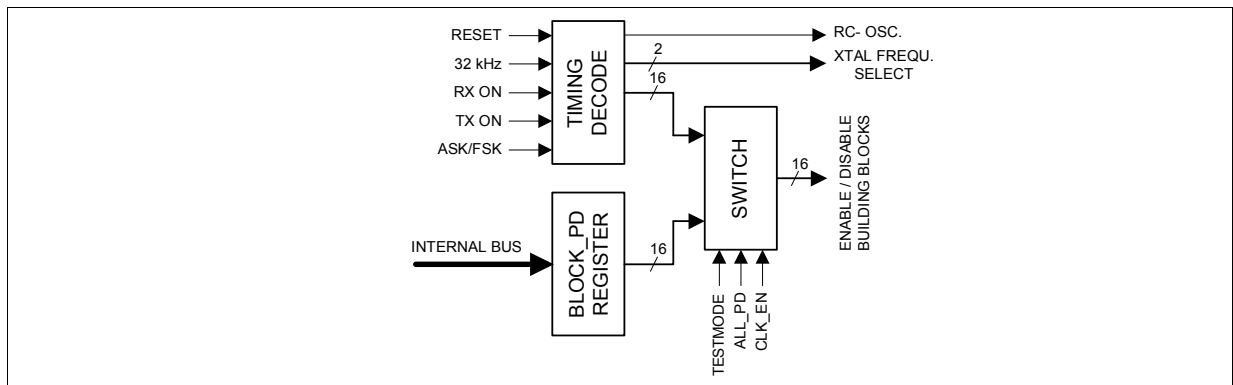 RESET
32 kHz
RX ON
TX ON
ASK/FSK
TIMING
DECODE
RC- OSC.
2
XTAL FREQU.
SELECT
16
SWITCH
16
ENABLE / DISABLE
BUILDING BLOCKS
INTERNAL BUS
BLOCK_PD
REGISTER
16
TESTMODE
ALL_PD
CLK_EN